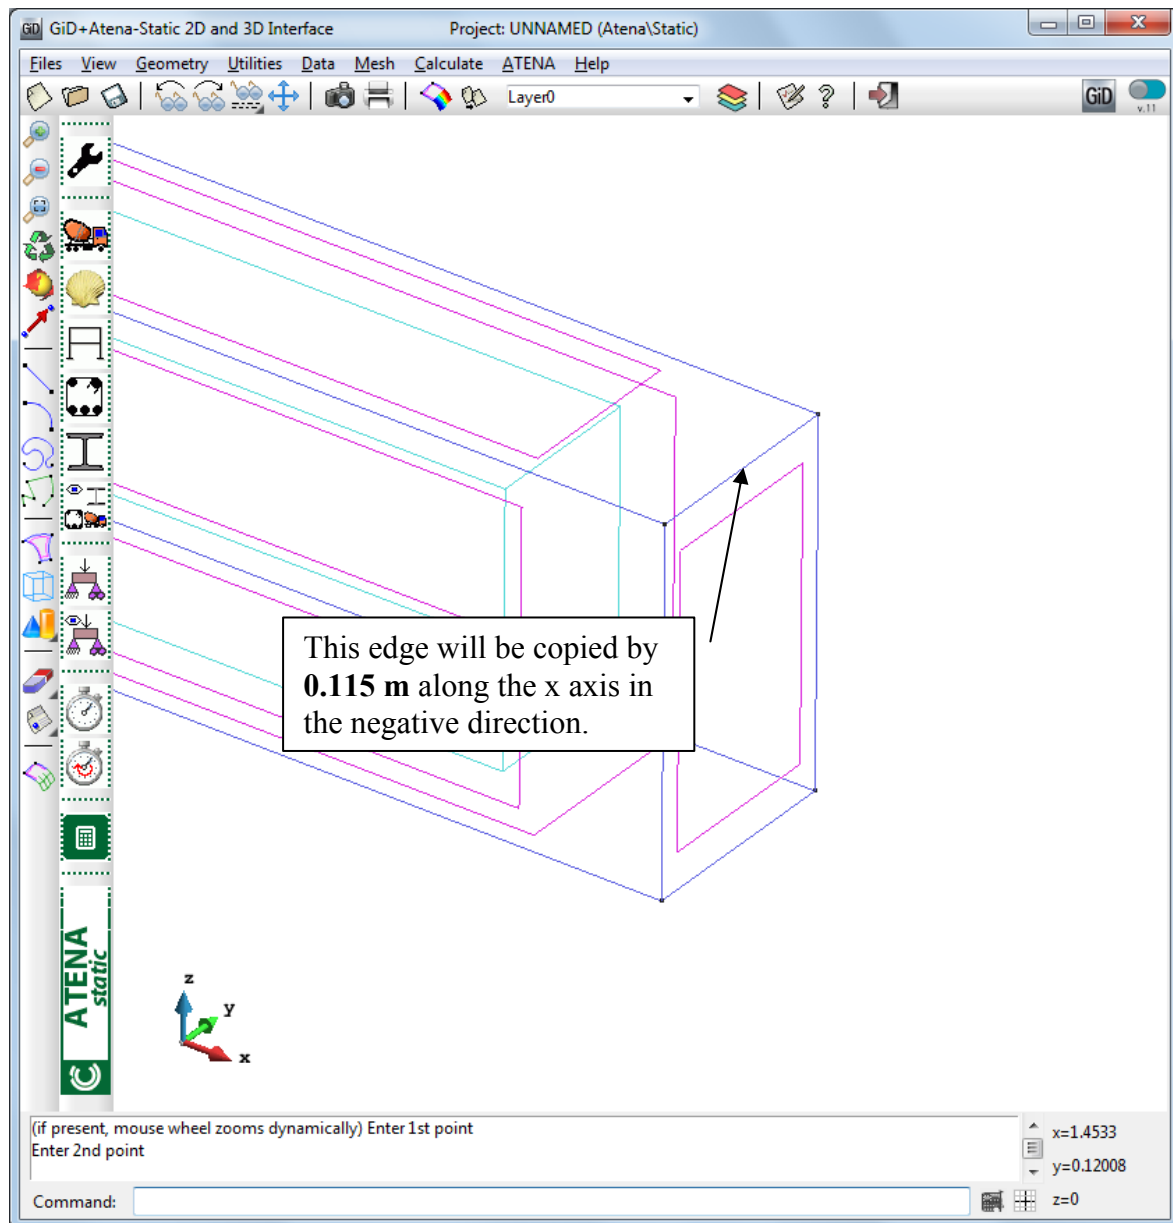 GiD GiD+Atena-Static 2D and 3D Interface Project: UNNAMED (Atena\Static)
Files View Geometry Utilities Data Mesh Calculate ATENA Help
Layer0
GiD
v.11
This edge will be copied by
0.115 m along the x axis in
the negative direction.
ATENA
static
z
y
x
(if present, mouse wheel zooms dynamically) Enter 1st point
Enter 2nd point
x=1.4533
y=0.12008
Command:
z=0